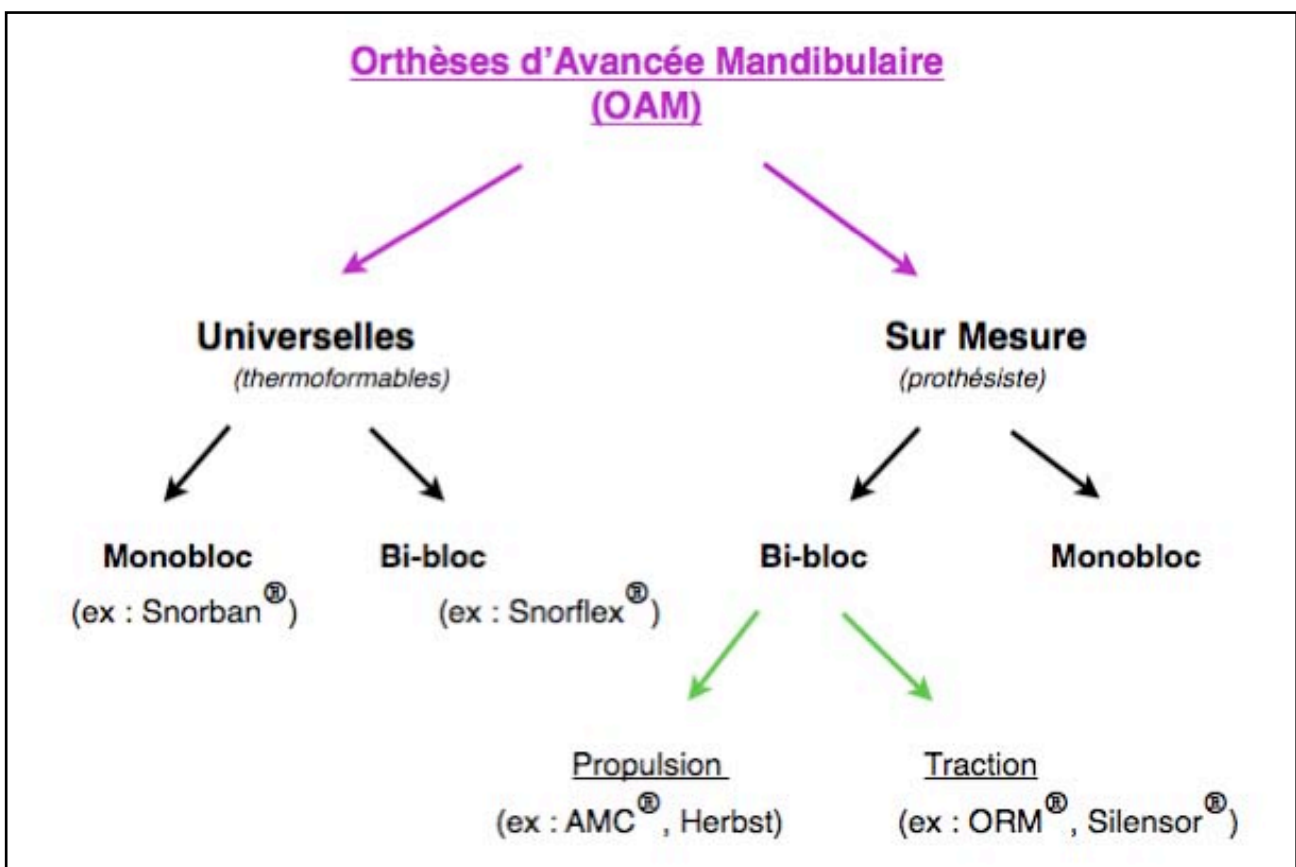 Orthèses d'Avancée Mandibulaire
(OAM)
Universelles
(thermoformables)
Sur Mesure
(prothésiste)
Monobloc
(ex : Snorban®)
Bi-bloc
(ex : Snorflex®)
Bi-bloc
Monobloc
Propulsion
(ex : AMC®, Herbst)
Traction
(ex : ORM®, Silensor®)